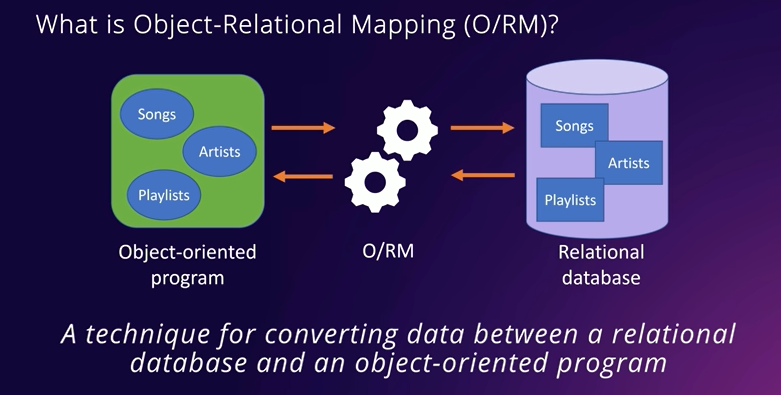 What is Object-Relational Mapping (O/RM)?
Songs
Artists
Playlists
Songs
Artists
Playlists
Object-oriented
program
O/RM
Relational
database
A technique for converting data between a relational
database and an object-oriented program